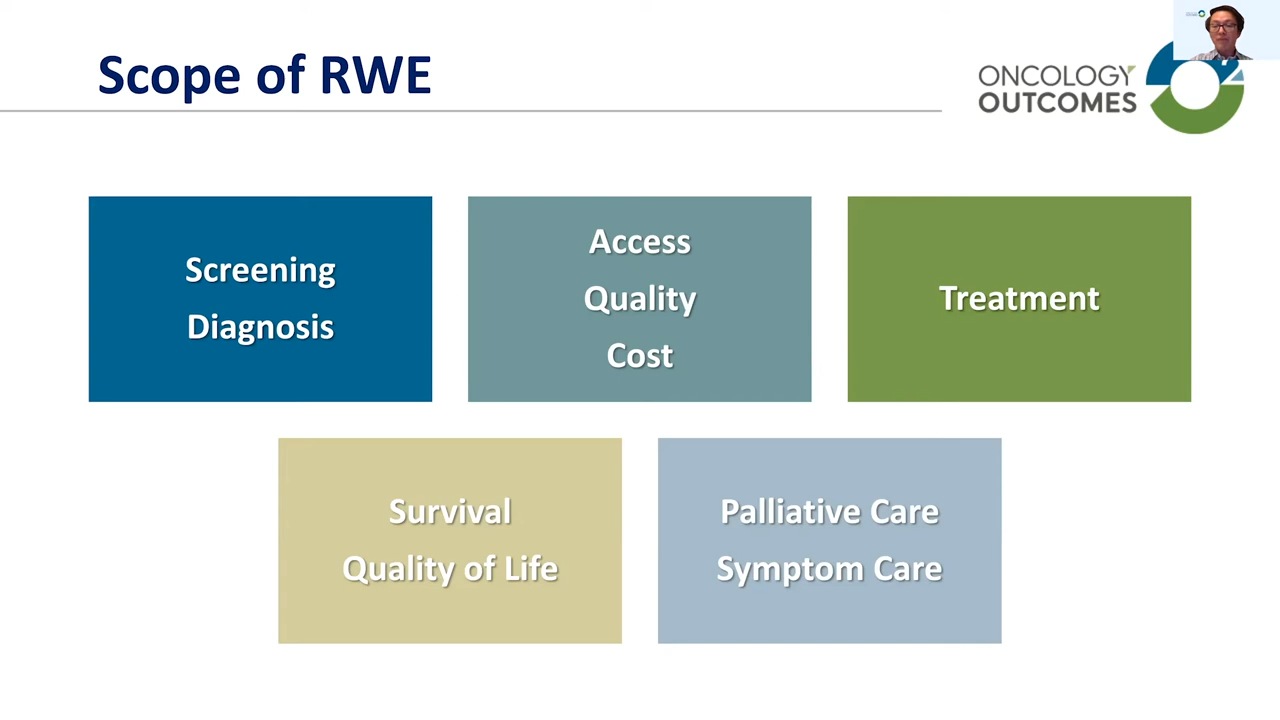 Scope of RWE
ONCOLOGY
OUTCOMES
2
Screening
Diagnosis
Access
Quality
Cost
Treatment
Survival
Quality of Life
Palliative Care
Symptom Care